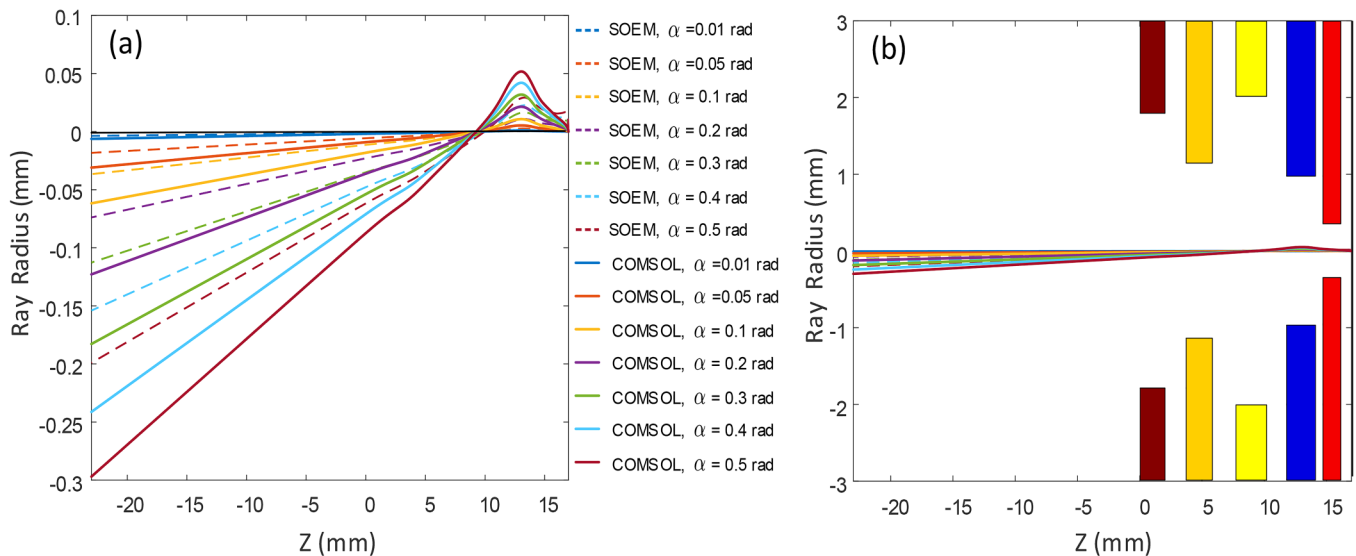 (a)
0.1
0.05
0
-0.05
-0.1
-0.15
-0.2
-0.25
-0.3
Ray Radius (mm)
-20
-15
-10
-5
0
5
10
15
Z (mm)
SOEM, α =0.01 rad
SOEM, α =0.05 rad
SOEM, α = 0.1 rad
SOEM, α = 0.2 rad
SOEM, α = 0.3 rad
SOEM, α = 0.4 rad
SOEM, α = 0.5 rad
COMSOL, α =0.01 rad
COMSOL, α =0.05 rad
COMSOL, α = 0.1 rad
COMSOL, α = 0.2 rad
COMSOL, α = 0.3 rad
COMSOL, α = 0.4 rad
COMSOL, α = 0.5 rad
(b)
3
2
1
0
-1
-2
-3
Ray Radius (mm)
-20
-15
-10
-5
0
5
10
15
Z (mm)